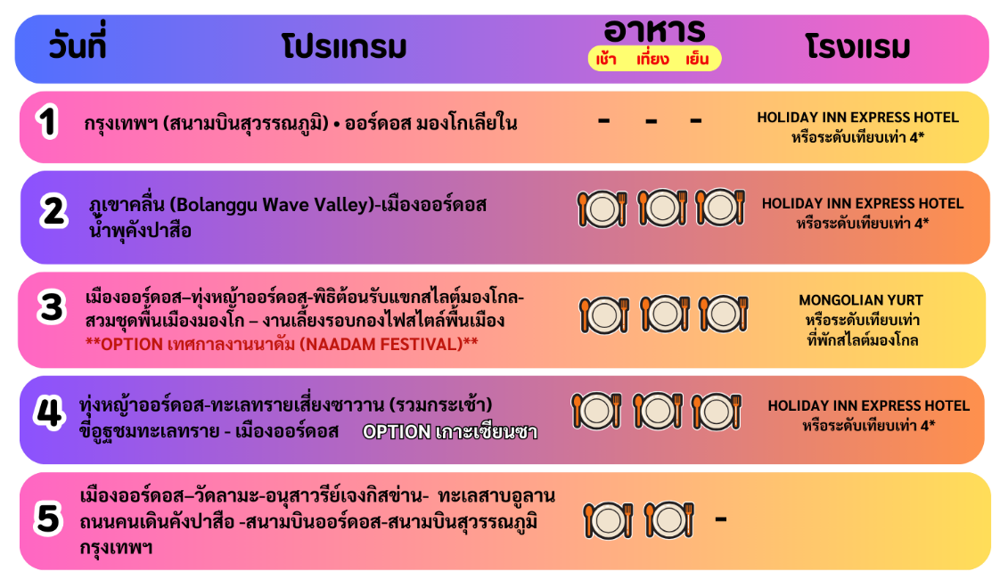 วันที่ โปรแกรม อาหาร โรงแรม
เช้า เที่ยง เย็น
1 กรุงเทพฯ (สนามบินสุวรรณภูมิ) • ออร์ดอส มองโกเลียใน - - - HOLIDAY INN EXPRESS HOTEL
หรือระดับเทียบเท่า 4*
2 ภูเขาคลื่น (Bolanggu Wave Valley)-เมืองออร์ดอส HOLIDAY INN EXPRESS HOTEL
น้ำพุคังปาสือ หรือระดับเทียบเท่า 4*
3 เมืองออร์ดอส–ทุ่งหญ้าออร์ดอส-พิธิต้อนรับแขกสไลต์มองโกล- MONGOLIAN YURT
สวมชุดพื้นเมืองมองโก – งานเลี้ยงรอบกองไฟสไตล์พื้นเมือง หรือระดับเทียบเท่า
**OPTION เทศกาลงานนาดัม (NAADAM FESTIVAL)** ที่พักสไลต์มองโกล
4 ทุ่งหญ้าออร์ดอส-ทะเลทรายเสี่ยงซาวาน (รวมกระเช้า) HOLIDAY INN EXPRESS HOTEL
ขี่อูฐชมทะเลทราย - เมืองออร์ดอส OPTION เกาะเซียนซา หรือระดับเทียบเท่า 4*
5 เมืองออร์ดอส–วัดลามะ-อนุสาวรีย์เจงกิสข่าน- ทะเลสาบอูลาน -
ถนนคนเดินคังปาสือ -สนามบินออร์ดอส-สนามบินสุวรรณภูมิ
กรุงเทพฯ